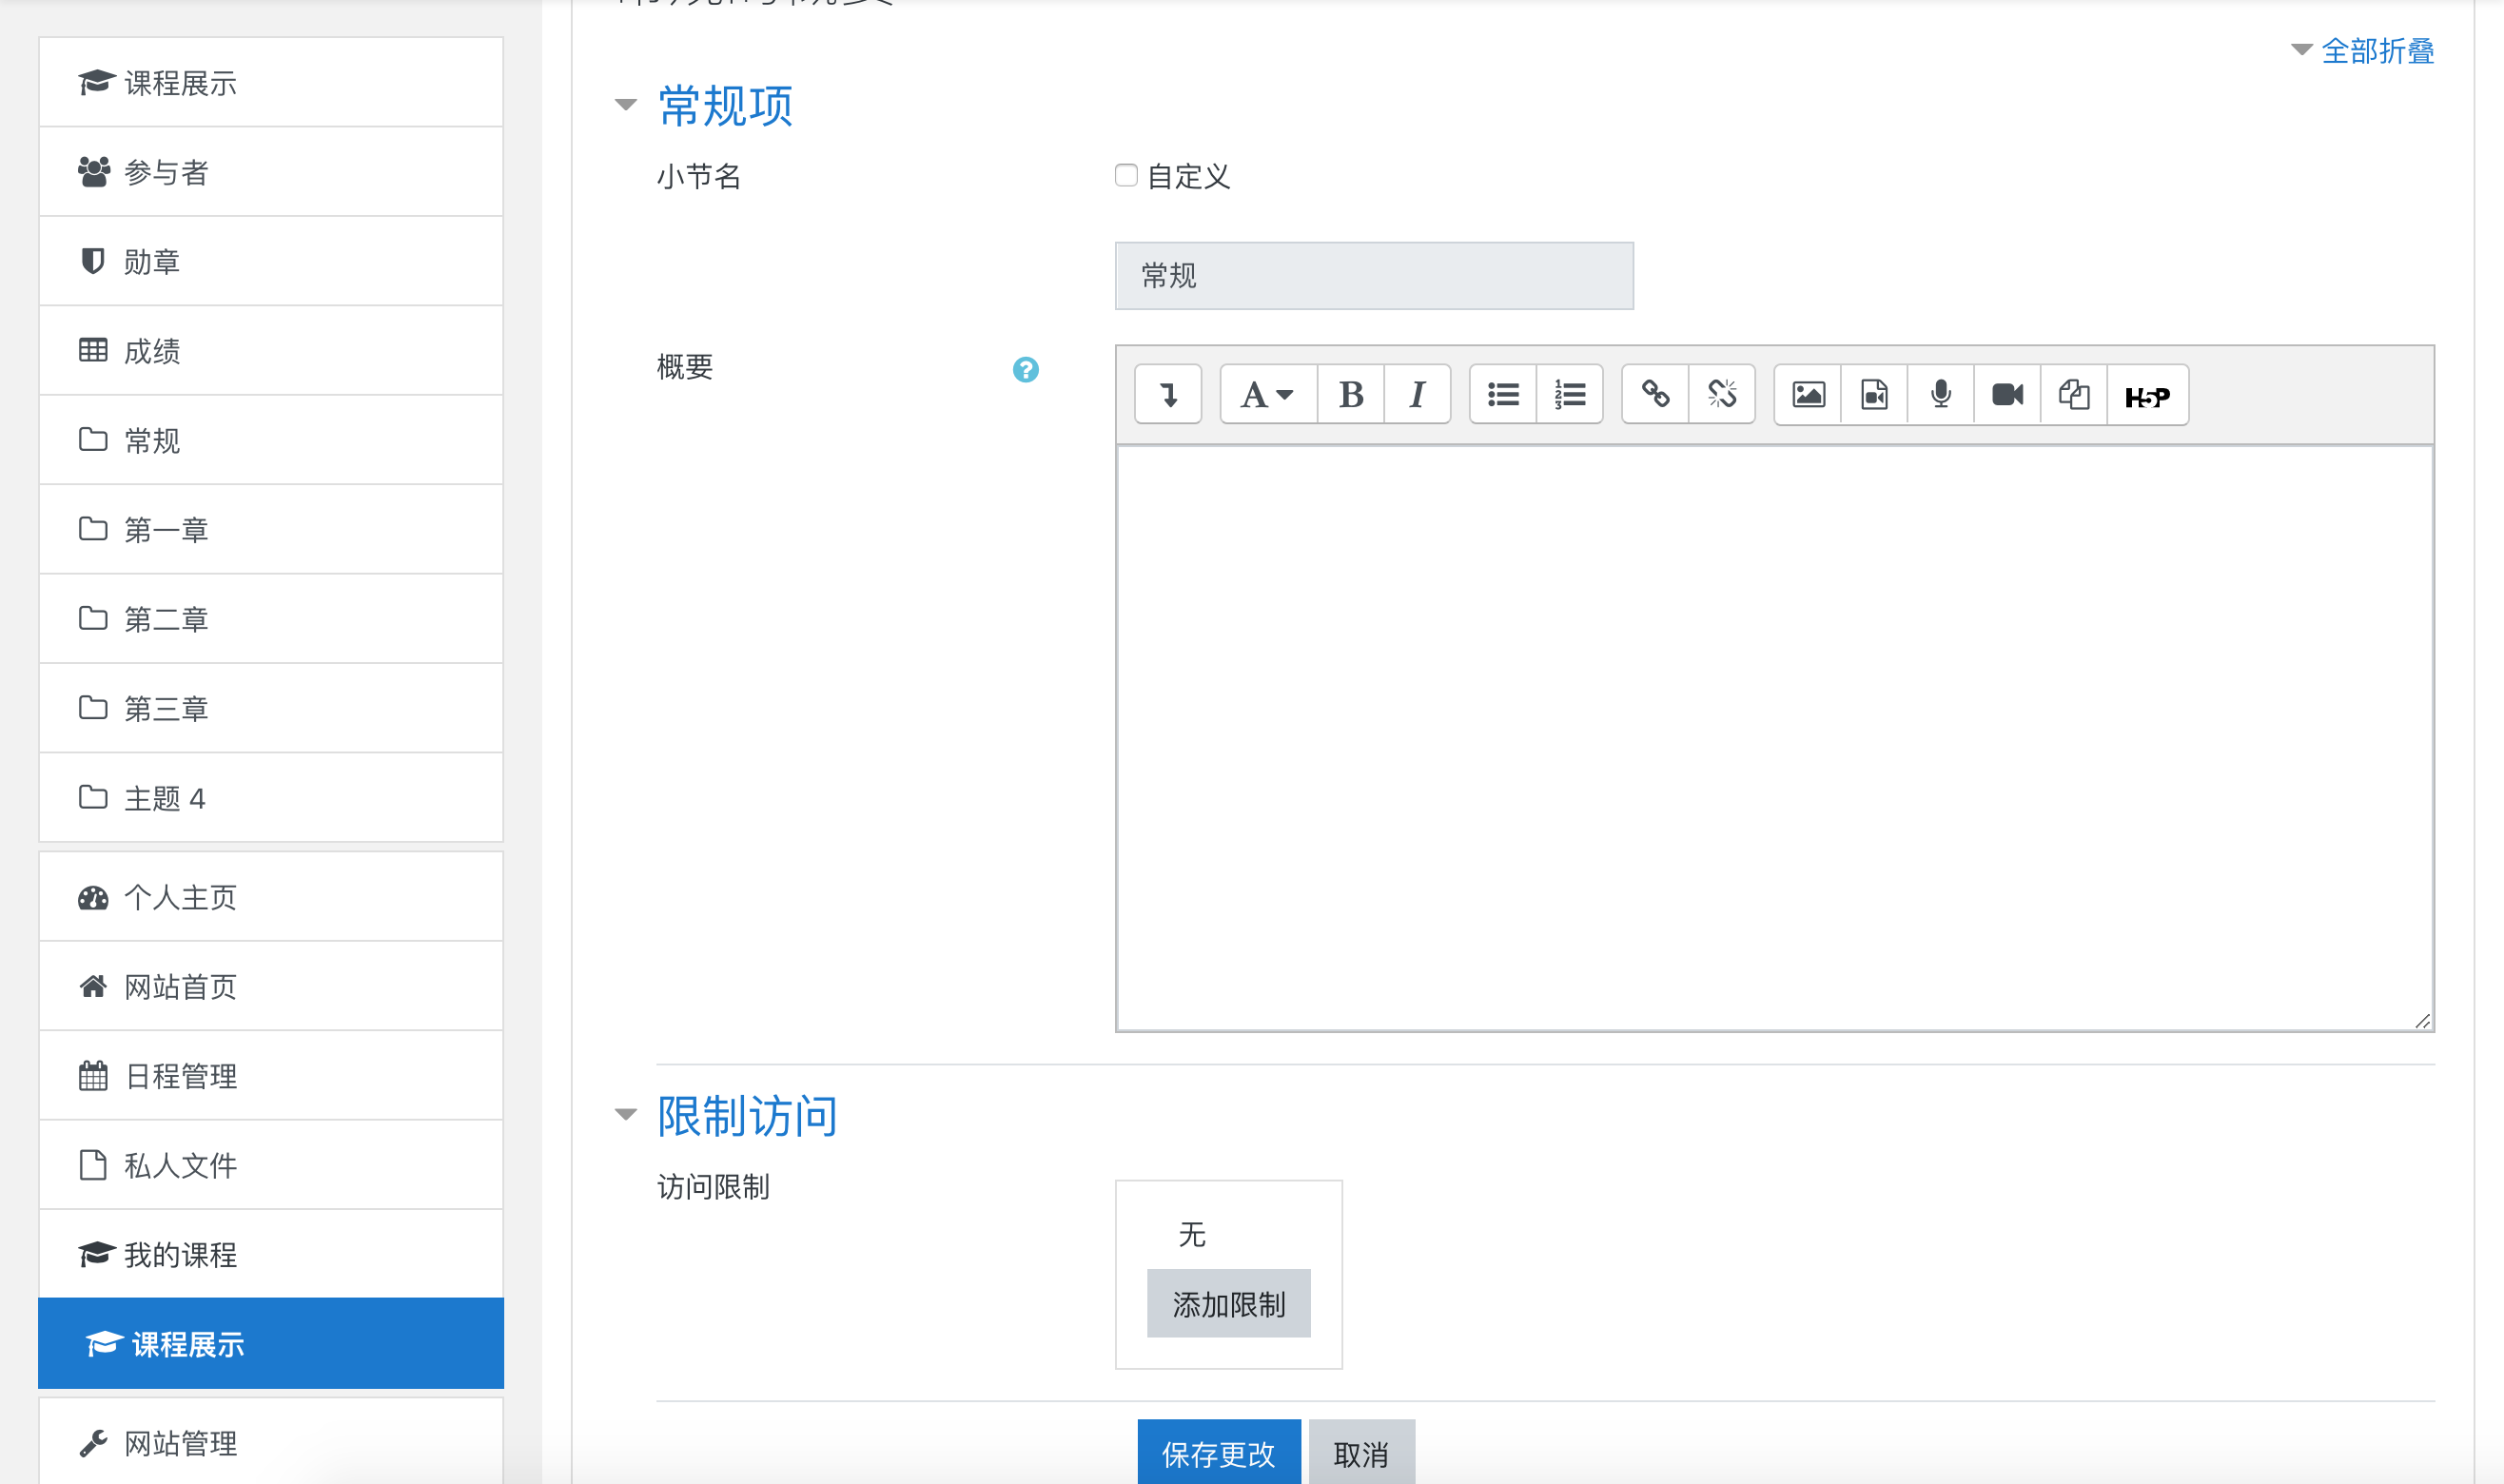 课程展示
参与者
勋章
成绩
常规
第一章
第二章
第三章
主题 4
个人主页
网站首页
日程管理
私人文件
我的课程
课程展示
网站管理
全部折叠
常规项
小节名
自定义
常规
概要
?
A B I H5P
限制访问
访问限制
无
添加限制
保存更改
取消